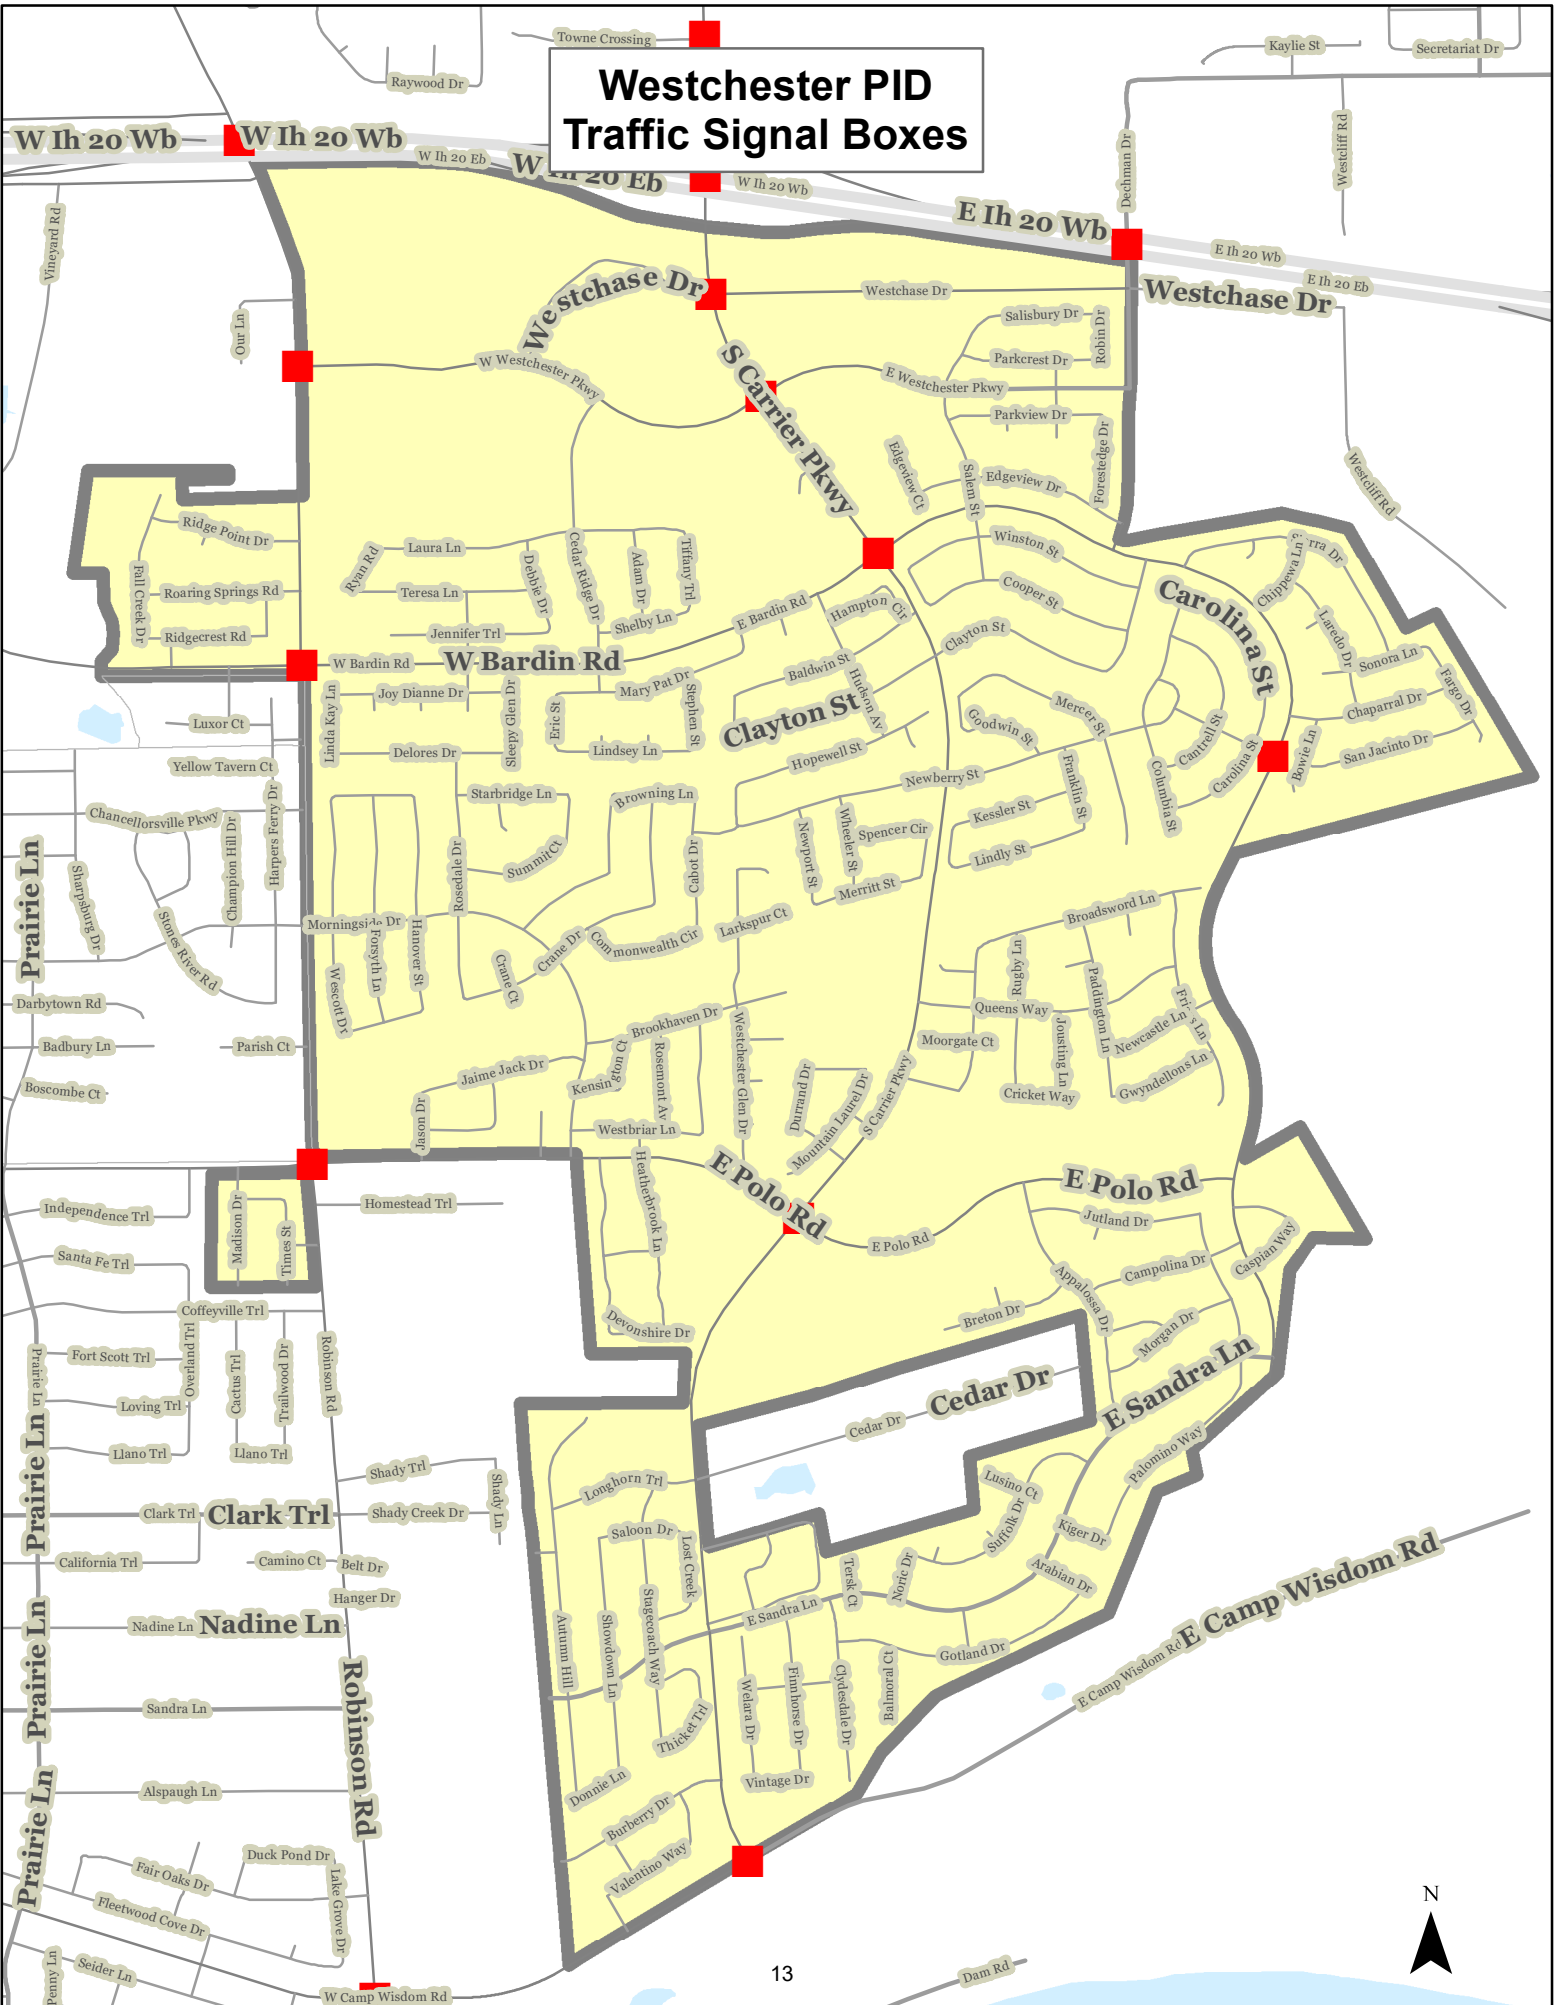 Towne Crossing
Kaylie St
Secretariat Dr
Raywood Dr
Westchester PID
Traffic Signal Boxes
W Ih 20 Wb
W Ih 20 Wb
W Ih 20 Eb
W Ih 20 Eb
W Ih 20 Wb
Dechman Dr
Westcliff Rd
E Ih 20 Wb
E Ih 20 Wb
E Ih 20 Eb
Vineyard Rd
Our Ln
Westchase Dr
Westchase Dr
Westchase Dr
Salisbury Dr
Robin Dr
Parkcrest Dr
W Westchester Pkwy
S Carrier Pkwy
E Westchester Pkwy
Parkview Dr
Forestedge Dr
Edgeview Ct
Salem St
Edgeview Dr
Westcliff Rd
Ridge Point Dr
Fall Creek Dr
Roaring Springs Rd
Ridgecrest Rd
Ryan Rd
Laura Ln
Teresa Ln
Jennifer Trl
Debbie Dr
Cedar Ridge Dr
Adam Dr
Tiffany Trl
Shelby Ln
E Bardin Rd
Hampton Cir
Winston St
Cooper St
Clayton St
Carolina St
Chippewa Ln
Laredo Dr
Sonora Ln
Fargo Dr
Chaparral Dr
San Jacinto Dr
Bowie Ln
W Bardin Rd
W Bardin Rd
Baldwin St
Hudson Av
Clayton St
Hopewell St
Luxor Ct
Linda Kay Ln
Joy Dianne Dr
Sleepy Glen Dr
Eric St
Mary Pat Dr
Stephen St
Lindsey Ln
Delores Dr
Goodwin St
Mercer St
Cantrell St
Carolina St
Columbia St
Yellow Tavern Ct
Harpers Ferry Dr
Chancellorsville Pkwy
Champion Hill Dr
Starbridge Ln
Browning Ln
Newberry St
Franklin St
Kessler St
Lindly St
Newport St
Wheeler St
Spencer Cir
Merritt St
Summit Ct
Rosedale Dr
Cabot Dr
Prairie Ln
Sharpsburg Dr
Stones River Rd
Morningside Dr
Forsyth Ln
Hanover St
Wescott Dr
Crane Ct
Crane Dr
Commonwealth Cir
Larkspur Ct
Broadsword Ln
Rugby Ln
Paddington Ln
Queens Way
Jousting Ln
Newcastle Ln
Gwyndellons Ln
Moorgate Ct
Cricket Way
Darbytown Rd
Badbury Ln
Parish Ct
Boscombe Ct
Brookhaven Dr
Kensington Ct
Rosemont Av
Westchester Glen Dr
Jaime Jack Dr
Jason Dr
Westbriar Ln
Durrand Dr
Mountain Laurel Dr
S Carrier Pkwy
Heatherbrook Ln
E Polo Rd
E Polo Rd
E Polo Rd
Jutland Dr
Caspian Way
Campolina Dr
Appalossa Dr
Morgan Dr
Breton Dr
Independence Trl
Madison Dr
Times St
Homestead Trl
Santa Fe Trl
Coffeyville Trl
Overland Trl
Cactus Trl
Trailwood Dr
Robinson Rd
Prairie Ln
Fort Scott Trl
Loving Trl
Llano Trl
Llano Trl
Devonshire Dr
Cedar Dr
Cedar Dr
E Sandra Ln
Palomino Way
Prairie Ln
Clark Trl
Clark Trl
Shady Trl
Shady Creek Dr
Shady Ln
California Trl
Camino Ct
Belt Dr
Hanger Dr
Longhorn Trl
Saloon Dr
Lost Creek
Lusino Ct
Suffolk Dr
Kiger Dr
Arabian Dr
Noric Dr
Tersk Ct
E Sandra Ln
Gotland Dr
E Camp Wisdom Rd
E Camp Wisdom Rd
Prairie Ln
Nadine Ln
Nadine Ln
Autumn Hill
Showdown Ln
Stagecoach Way
Thicket Trl
Welara Dr
Finnhorse Dr
Clydesdale Dr
Balmoral Ct
Vintage Dr
Sandra Ln
Robinson Rd
Alspaugh Ln
Prairie Ln
Donnie Ln
Burberry Dr
Valentino Way
Fair Oaks Dr
Duck Pond Dr
Lake Grove Dr
Fleetwood Cove Dr
Seider Ln
Penny Ln
W Camp Wisdom Rd
Dam Rd
N
13